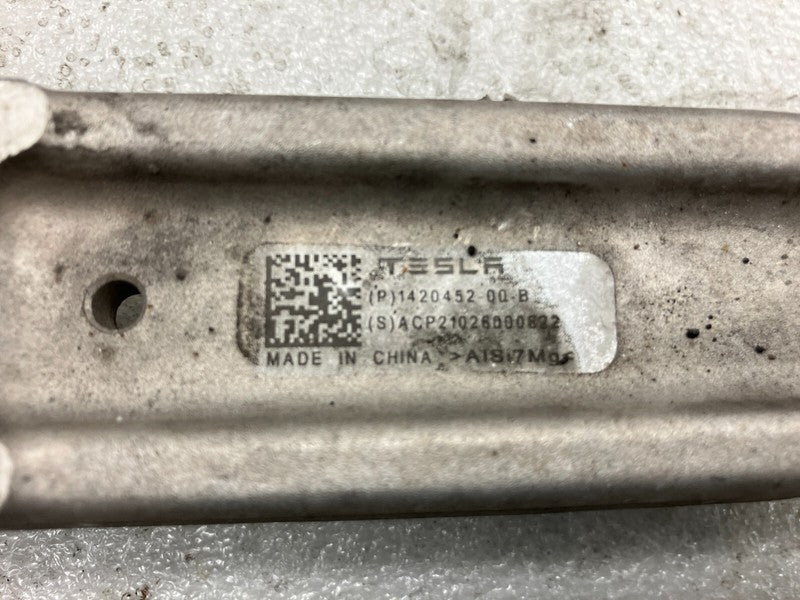 TESLA
(P)1420452-00-B
(S)ACP21026000822
MADE IN CHINA >AlSi7Mg<